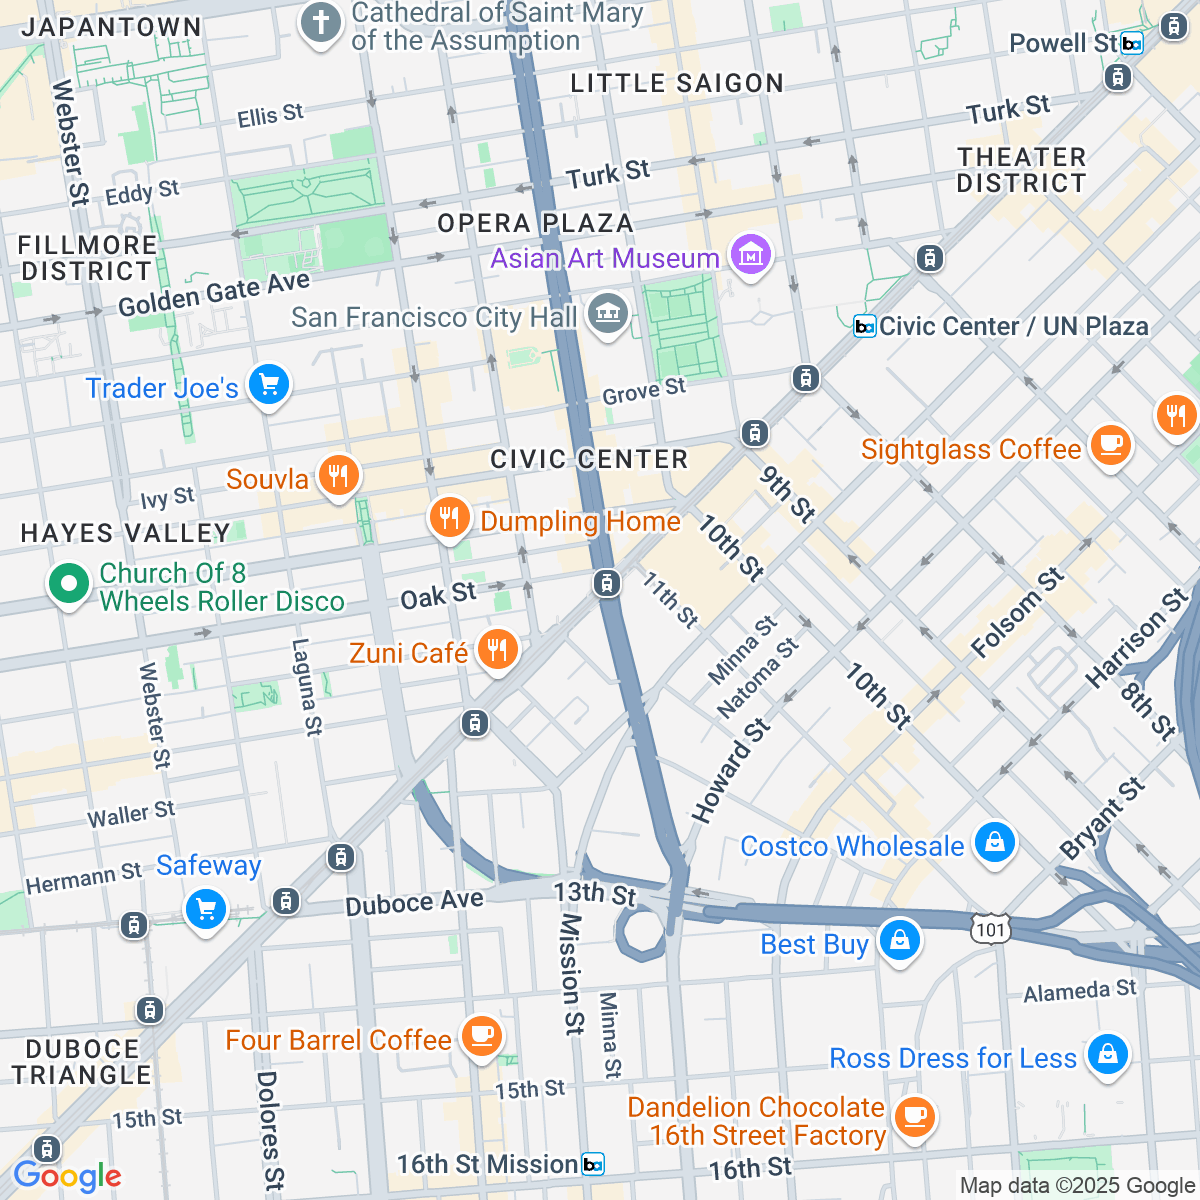 JAPANTOWN
Cathedral of Saint Mary
of the Assumption
Powell St
LITTLE SAIGON
Webster St
Ellis St
Turk St
THEATER
DISTRICT
Turk St
Eddy St
OPERA PLAZA
FILLMORE
DISTRICT
Asian Art Museum
Golden Gate Ave
San Francisco City Hall
Civic Center / UN Plaza
Trader Joe's
Grove St
Sightglass Coffee
CIVIC CENTER
Souvla
9th St
Ivy St
Dumpling Home
HAYES VALLEY
10th St
Church Of 8
Wheels Roller Disco
Oak St
11th St
Folsom St
Harrison St
Zuni Café
Minna St
Natoma St
Laguna St
Webster St
10th St
8th St
Howard St
Waller St
Bryant St
Costco Wholesale
Safeway
Hermann St
Duboce Ave
13th St
101
Best Buy
Mission St
Alameda St
Minna St
Four Barrel Coffee
DUBOCE
TRIANGLE
Ross Dress for Less
15th St
15th St
Dolores St
Dandelion Chocolate
16th Street Factory
16th St Mission
16th St
Google
Map data ©2025 Google